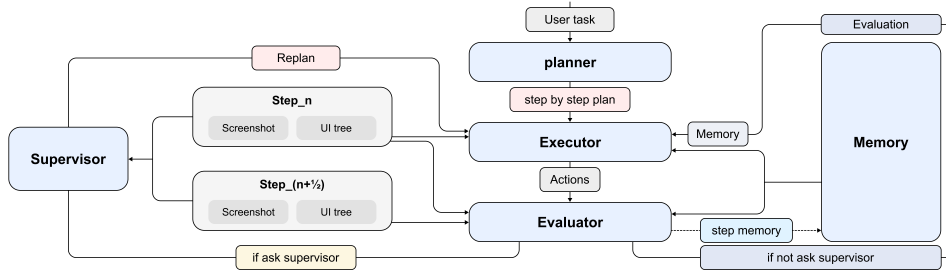 User task
Evaluation
Replan
planner
Step_n
step by step plan
Screenshot
UI tree
Memory
Executor
Memory
Supervisor
Actions
Step_(n+½)
Screenshot
UI tree
Evaluator
step memory
if ask supervisor
if not ask supervisor